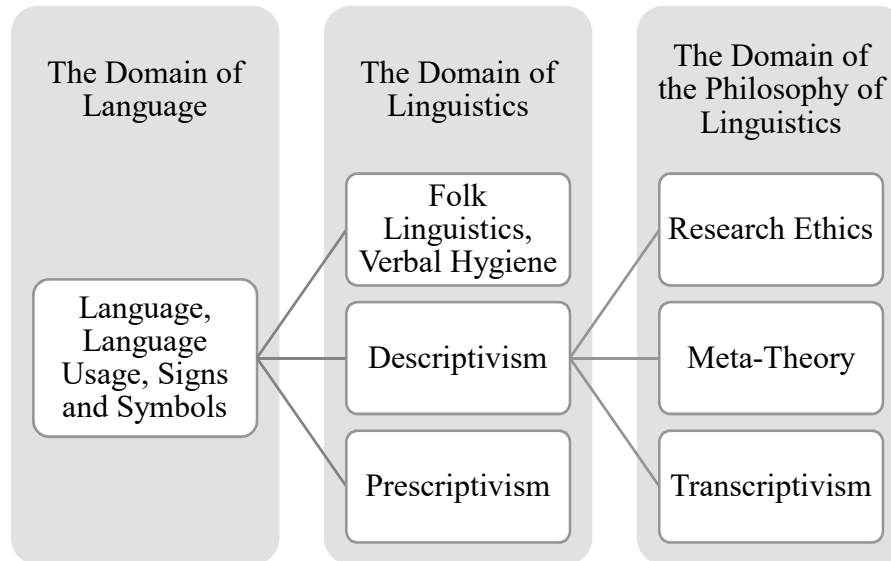 The Domain of
Language
The Domain of
Linguistics
The Domain of
the Philosophy of
Linguistics
Language,
Language
Usage, Signs
and Symbols
Folk
Linguistics,
Verbal Hygiene
Descriptivism
Prescriptivism
Research Ethics
Meta-Theory
Transcriptivism